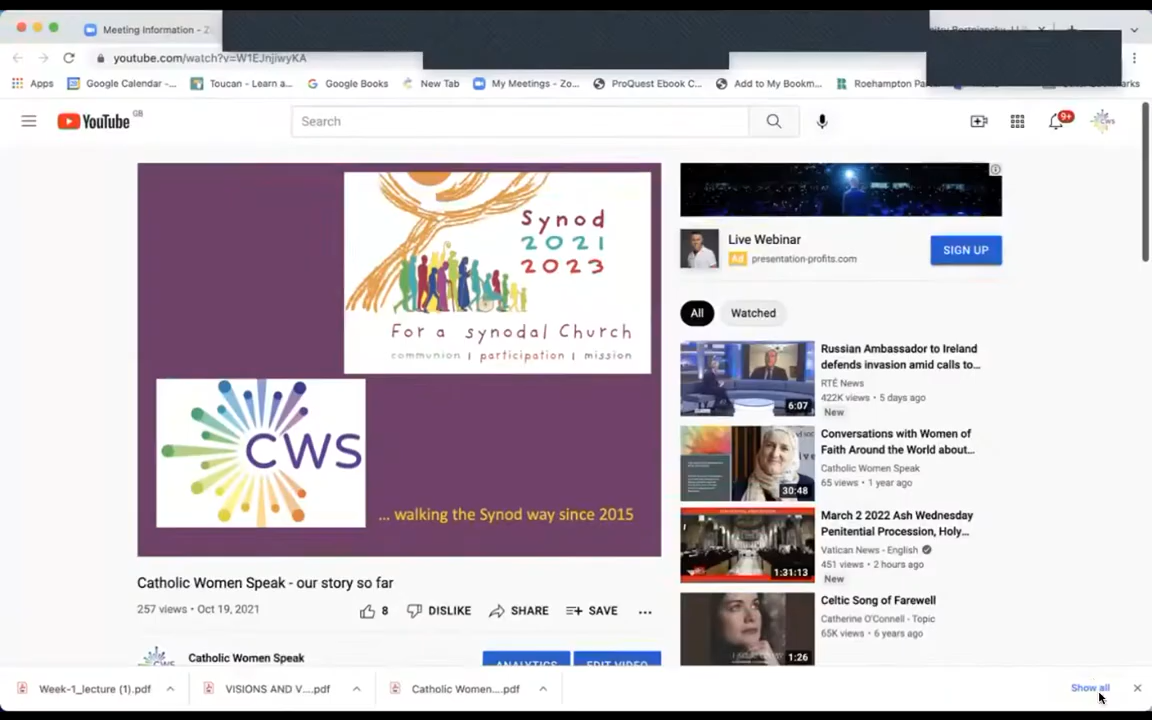 Meeting Information - Z
youtube.com/watch?v=W1EJnjiwyKA
Apps
Google Calendar -...
Toucan - Learn a...
Google Books
New Tab
My Meetings - Zo...
ProQuest Ebook C...
Add to My Bookm...
Roehampton Pa
YouTube GB
Search
9+
CWS
Synod
2021
2023
For a synodal Church
communion | participation | mission
CWS
... walking the Synod way since 2015
Catholic Women Speak - our story so far
257 views • Oct 19, 2021
8
DISLIKE
SHARE
SAVE
Catholic Women Speak
ANALYTICS
EDIT VIDEO
Live Webinar
Ad presentation-profits.com
SIGN UP
All
Watched
Russian Ambassador to Ireland
defends invasion amid calls to...
RTÉ News
422K views • 5 days ago
New
6:07
Conversations with Women of
Faith Around the World about...
Catholic Women Speak
65 views • 1 year ago
30:48
March 2 2022 Ash Wednesday
Penitential Procession, Holy...
Vatican News - English
451 views • 2 hours ago
New
1:31:13
Celtic Song of Farewell
Catherine O'Connell - Topic
65K views • 6 years ago
1:26
Week-1_lecture (1).pdf
VISIONS AND V....pdf
Catholic Women....pdf
Show all